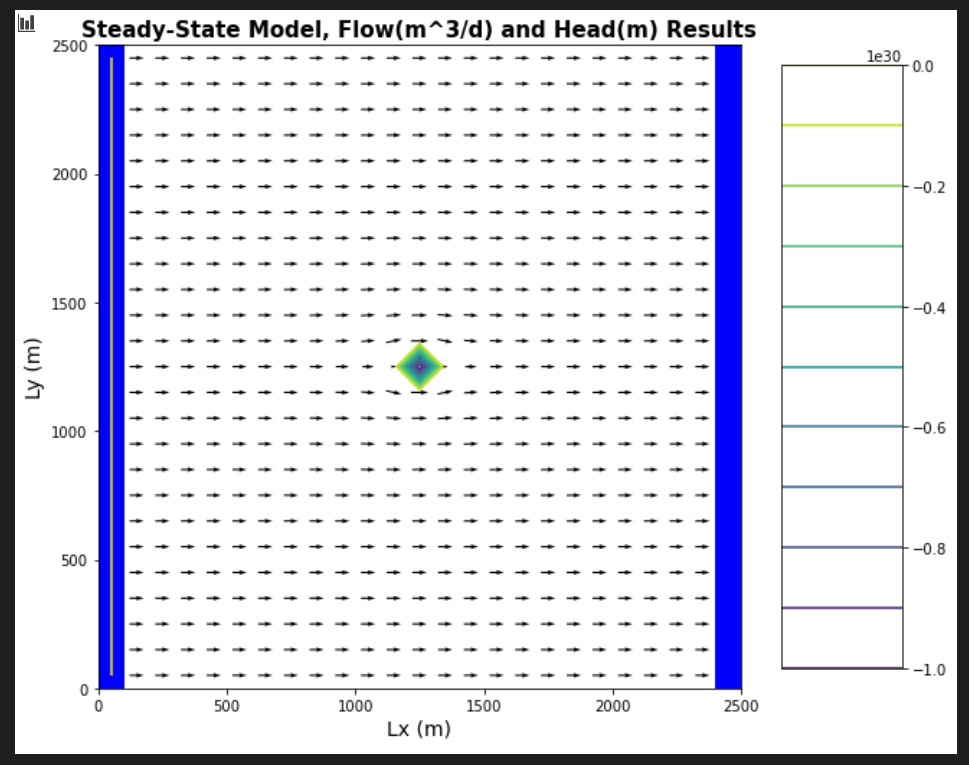 Steady-State Model, Flow(m^3/d) and Head(m) Results
2500
2000
1500
1000
500
0
Ly (m)
0 500 1000 1500 2000 2500
Lx (m)
1e30
0.0
−0.2
−0.4
−0.6
−0.8
−1.0